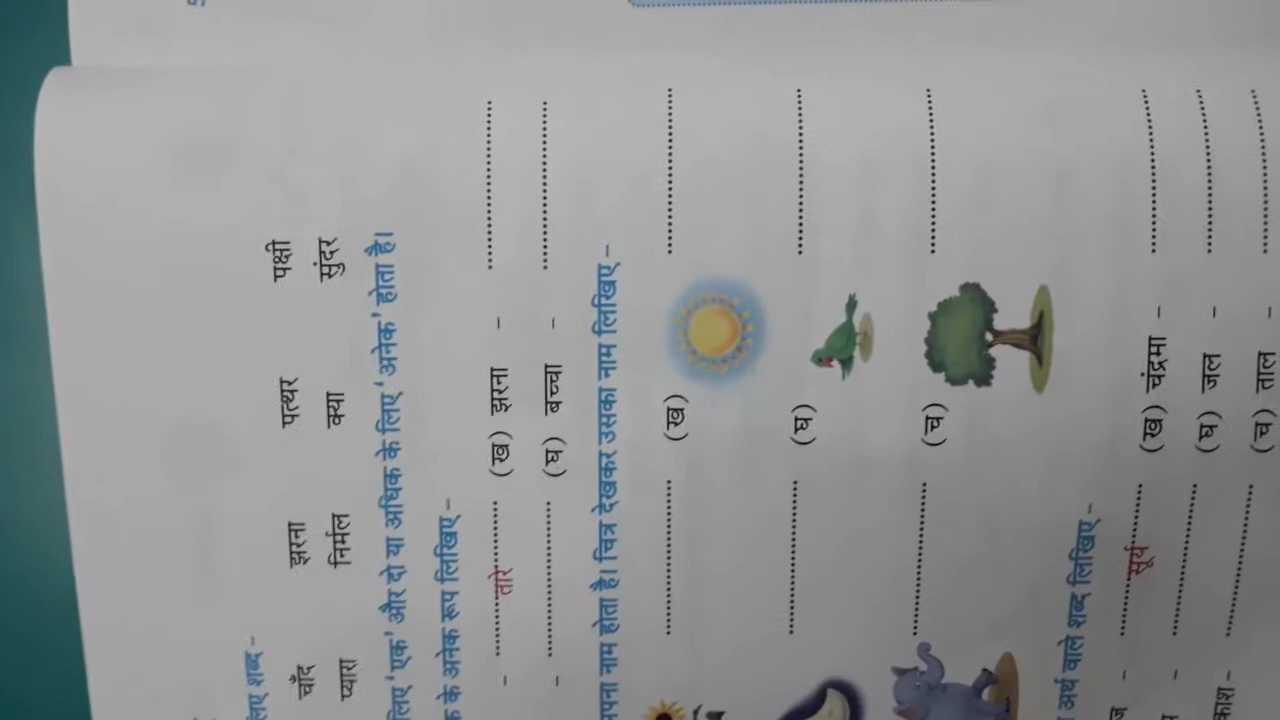 लिए शब्द –
चाँद झरना पत्थर पक्षी
प्यारा निर्मल क्या सुंदर
लिए 'एक' और दो या अधिक के लिए 'अनेक' होता है।
के अनेक रूप लिखिए –
– तारे (ख) झरना –
– (घ) बच्चा –
अपना नाम होता है। चित्र देखकर उसका नाम लिखिए –
(ख)
(घ)
(च)
अर्थ वाले शब्द लिखिए –
– सूर्य (ख) चंद्रमा –
– (घ) जल –
काश – (च) ताल –